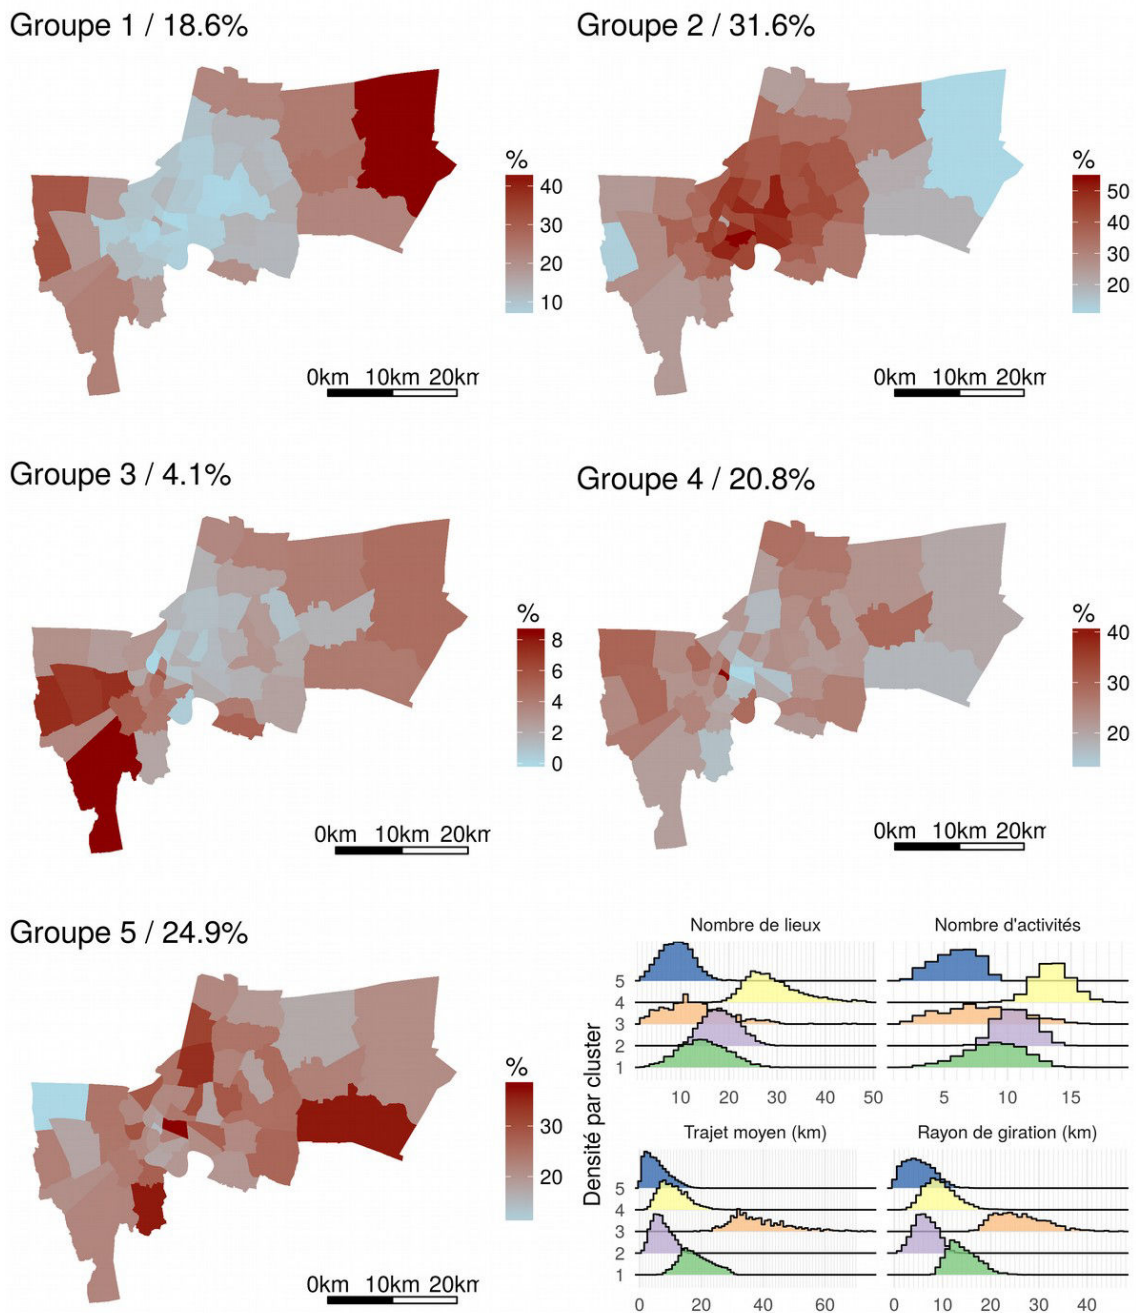 Groupe 1 / 18.6%
Groupe 2 / 31.6%
%
40
30
20
10
%
50
40
30
20
0km 10km 20km
0km 10km 20km
Groupe 3 / 4.1%
Groupe 4 / 20.8%
%
8
6
4
2
0
%
40
30
20
0km 10km 20km
0km 10km 20km
Groupe 5 / 24.9%
%
30
20
0km 10km 20km
Densité par cluster
Nombre de lieux
5
4
3
2
1
10 20 30 40 50
Nombre d'activités
5 10 15
Trajet moyen (km)
5
4
3
2
1
0 20 40 60
Rayon de giration (km)
0 10 20 30 40